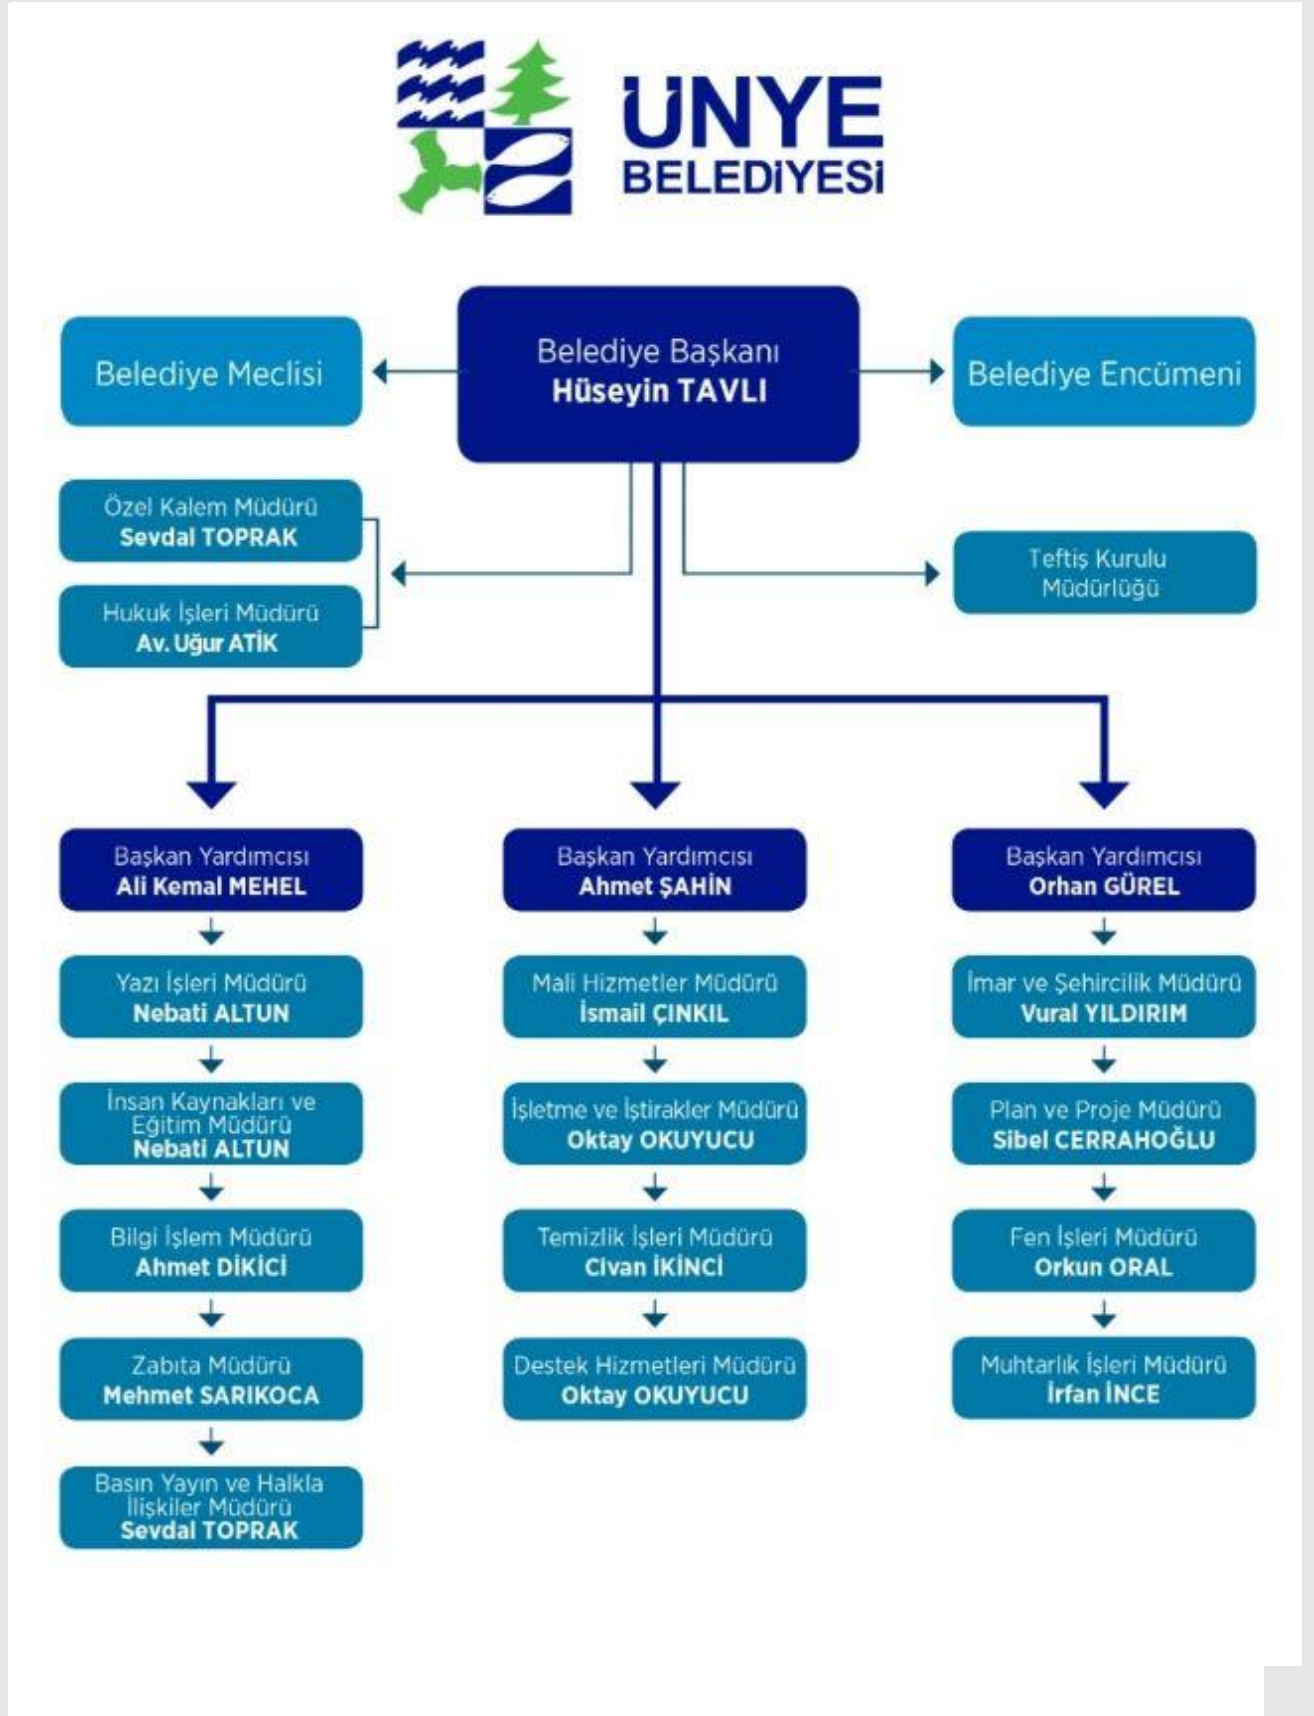 ÜNYE
BELEDİYESİ
Belediye Meclisi
Belediye Başkanı
Hüseyin TAVLI
Belediye Encümeni
Özel Kalem Müdürü
Sevdal TOPRAK
Hukuk İşleri Müdürü
Av. Uğur ATİK
Teftiş Kurulu
Müdürlüğü
Başkan Yardımcısı
Ali Kemal MEHEL
Yazı İşleri Müdürü
Nebati ALTUN
İnsan Kaynakları ve
Eğitim Müdürü
Nebati ALTUN
Bilgi İşlem Müdürü
Ahmet DİKİCİ
Zabıta Müdürü
Mehmet SARIKOCA
Basın Yayın ve Halkla
İlişkiler Müdürü
Sevdal TOPRAK
Başkan Yardımcısı
Ahmet ŞAHİN
Mali Hizmetler Müdürü
İsmail ÇINKIL
İşletme ve İştirakler Müdürü
Oktay OKUYUCU
Temizlik İşleri Müdürü
Civan İKİNCİ
Destek Hizmetleri Müdürü
Oktay OKUYUCU
Başkan Yardımcısı
Orhan GÜREL
İmar ve Şehircilik Müdürü
Vural YILDIRIM
Plan ve Proje Müdürü
Sibel CERRAHOĞLU
Fen İşleri Müdürü
Orkun ORAL
Muhtarlık İşleri Müdürü
İrfan İNCE